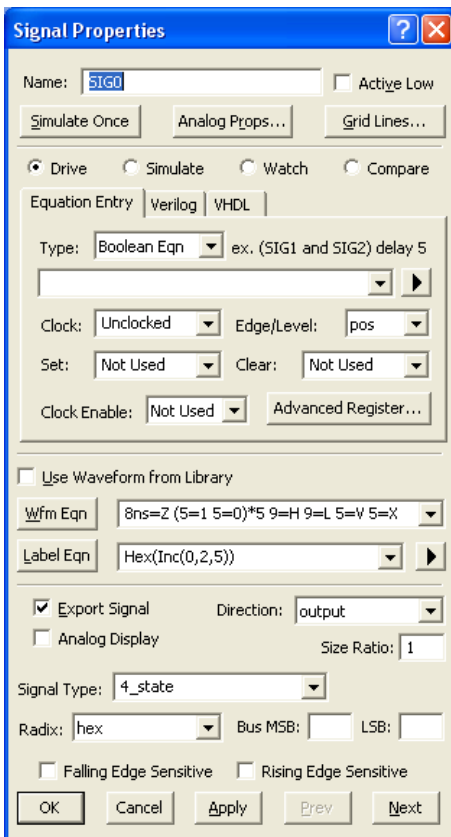 Signal Properties
Name: SIG0 Active Low
Simulate Once Analog Props... Grid Lines...
Drive Simulate Watch Compare
Equation Entry Verilog VHDL
Type: Boolean Eqn ex. (SIG1 and SIG2) delay 5
Clock: Unclocked Edge/Level: pos
Set: Not Used Clear: Not Used
Clock Enable: Not Used Advanced Register...
Use Waveform from Library
Wfm Eqn 8ns=Z (5=1 5=0)*5 9=H 9=L 5=V 5=X
Label Eqn Hex(Inc(0,2,5))
Export Signal Direction: output
Analog Display Size Ratio: 1
Signal Type: 4_state
Radix: hex Bus MSB: LSB:
Falling Edge Sensitive Rising Edge Sensitive
OK Cancel Apply Prev Next